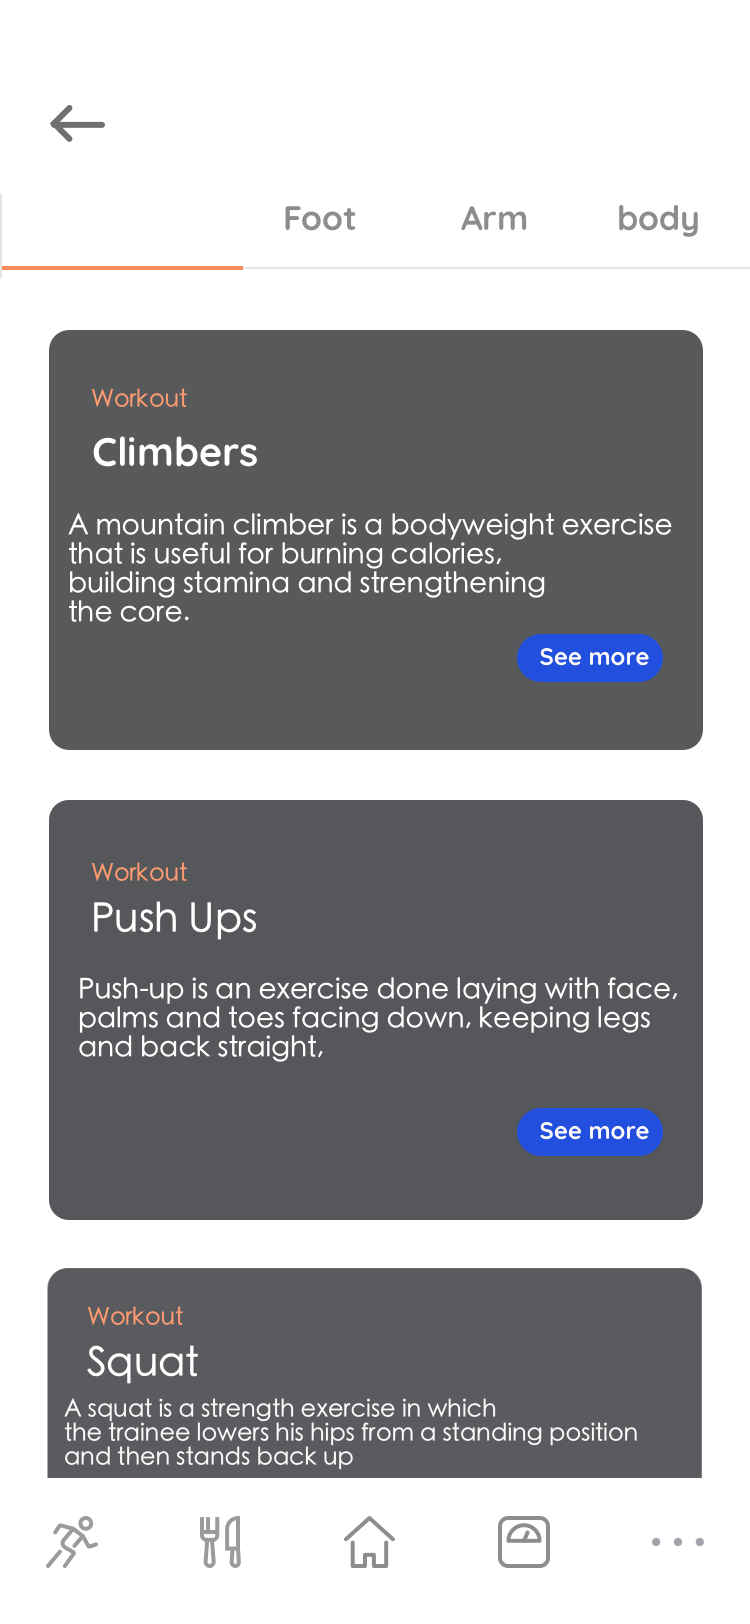 Foot Arm body
Workout
Climbers
A mountain climber is a bodyweight exercise
that is useful for burning calories,
building stamina and strengthening
the core.
See more
Workout
Push Ups
Push-up is an exercise done laying with face,
palms and toes facing down, keeping legs
and back straight,
See more
Workout
Squat
A squat is a strength exercise in which
the trainee lowers his hips from a standing position
and then stands back up